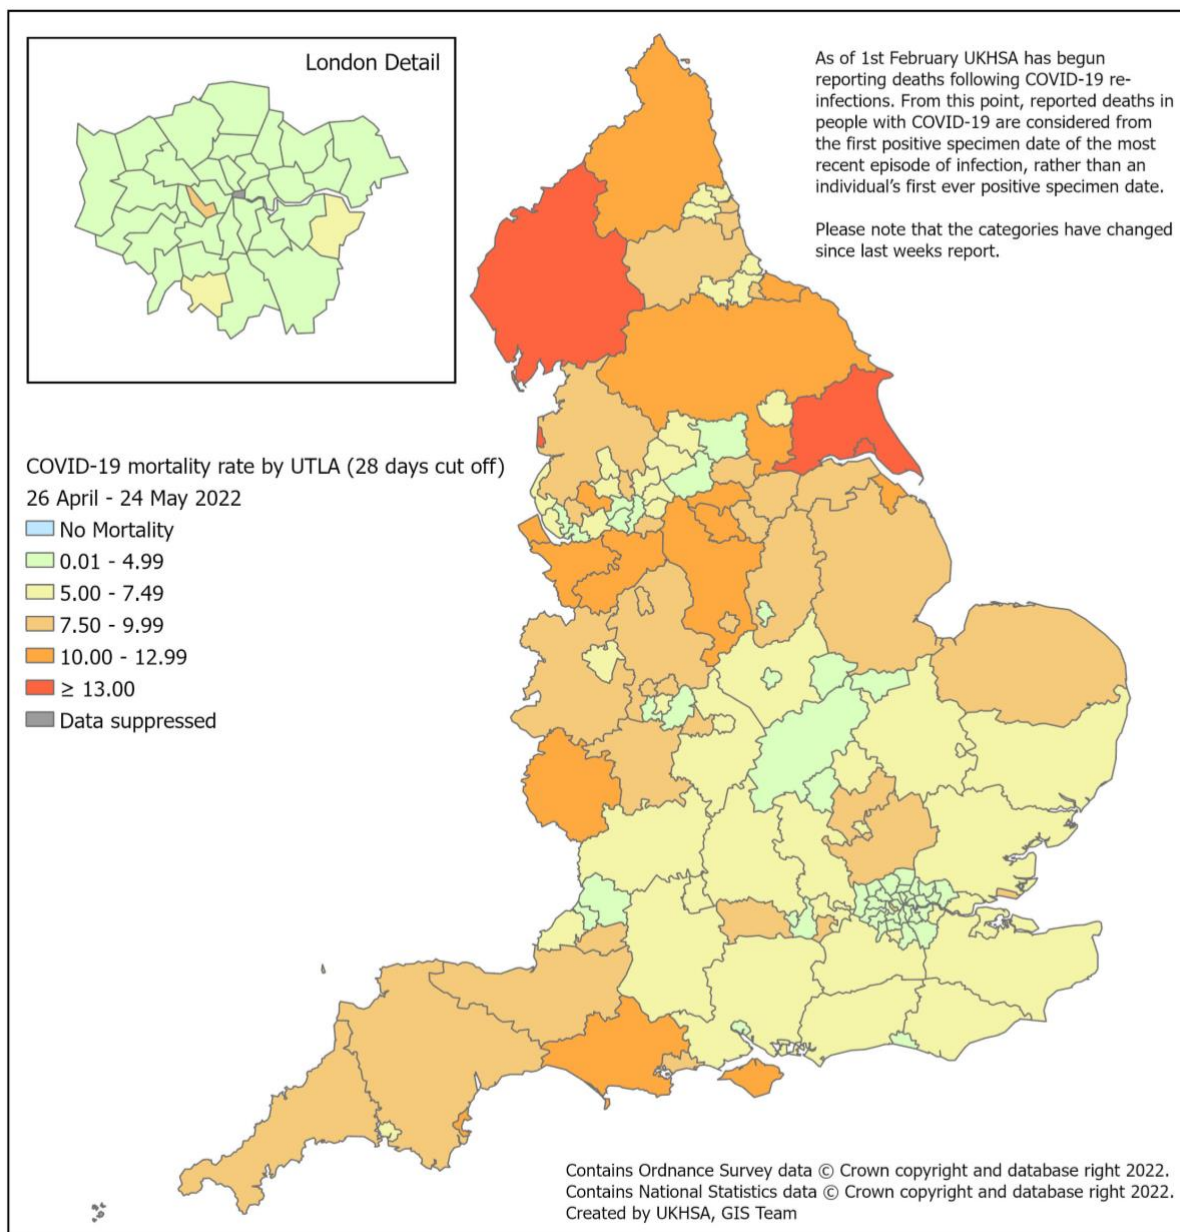 London Detail
As of 1st February UKHSA has begun
reporting deaths following COVID-19 re-
infections. From this point, reported deaths in
people with COVID-19 are considered from
the first positive specimen date of the most
recent episode of infection, rather than an
individual's first ever positive specimen date.
Please note that the categories have changed
since last weeks report.
COVID-19 mortality rate by UTLA (28 days cut off)
26 April - 24 May 2022
No Mortality
0.01 - 4.99
5.00 - 7.49
7.50 - 9.99
10.00 - 12.99
≥ 13.00
Data suppressed
Contains Ordnance Survey data © Crown copyright and database right 2022.
Contains National Statistics data © Crown copyright and database right 2022.
Created by UKHSA, GIS Team